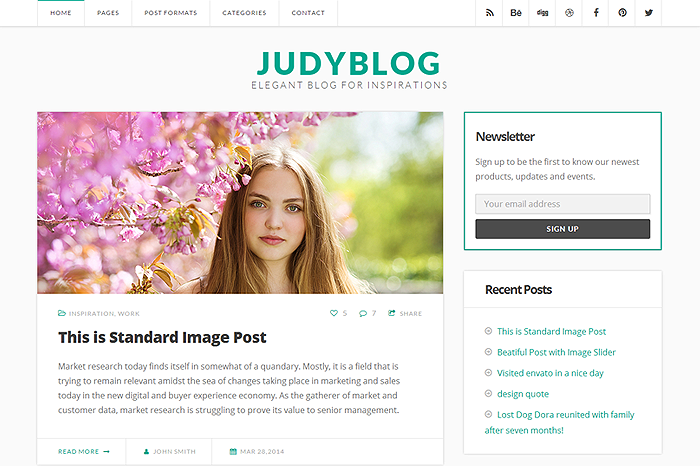 HOME PAGES POST FORMATS CATEGORIES CONTACT
Bē digg
JUDYBLOG
ELEGANT BLOG FOR INSPIRATIONS
INSPIRATION, WORK 5 7 SHARE
This is Standard Image Post
Market research today finds itself in somewhat of a quandary. Mostly, it is a field that is
trying to remain relevant amidst the sea of changes taking place in marketing and sales
today in the new digital and buyer experience economy. As the gatherer of market and
customer data, market research is struggling to prove its value to senior management.
READ MORE JOHN SMITH MAR 28,2014
Newsletter
Sign up to be the first to know our newest
products, updates and events.
Your email address
SIGN UP
Recent Posts
This is Standard Image Post
Beatiful Post with Image Slider
Visited envato in a nice day
design quote
Lost Dog Dora reunited with family
after seven months!